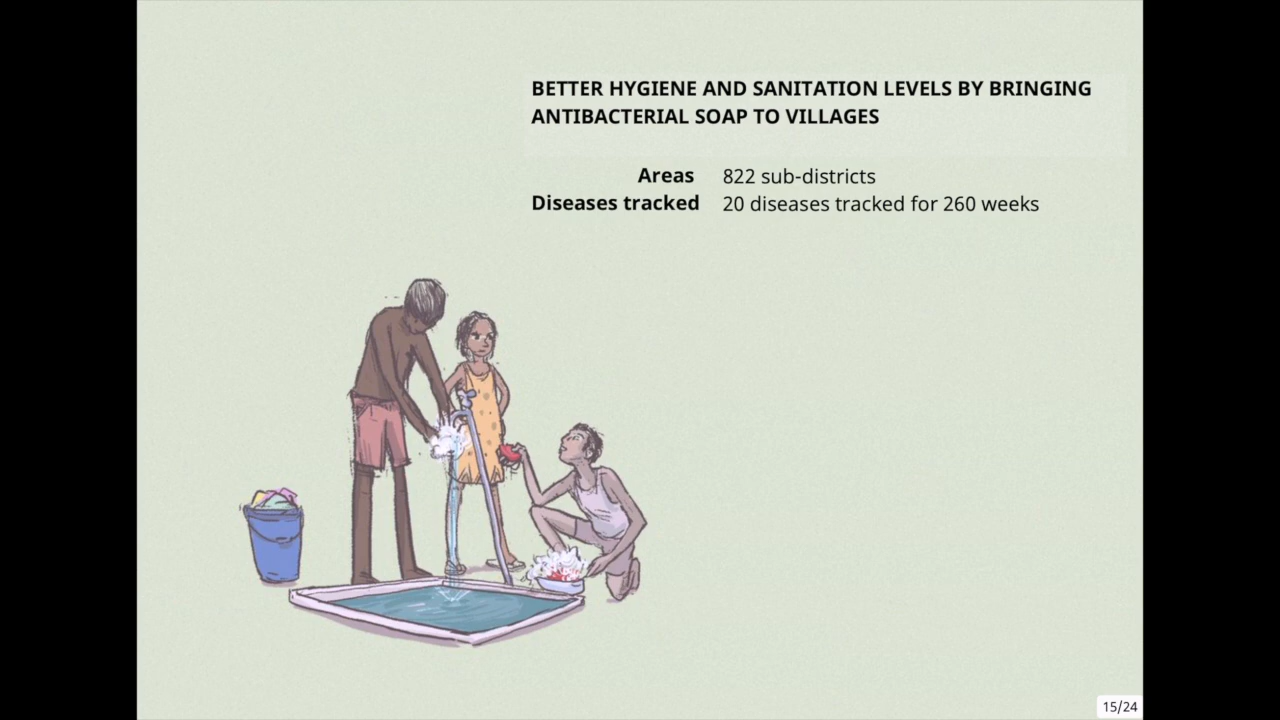 BETTER HYGIENE AND SANITATION LEVELS BY BRINGING
ANTIBACTERIAL SOAP TO VILLAGES
Areas 822 sub-districts
Diseases tracked 20 diseases tracked for 260 weeks
15/24